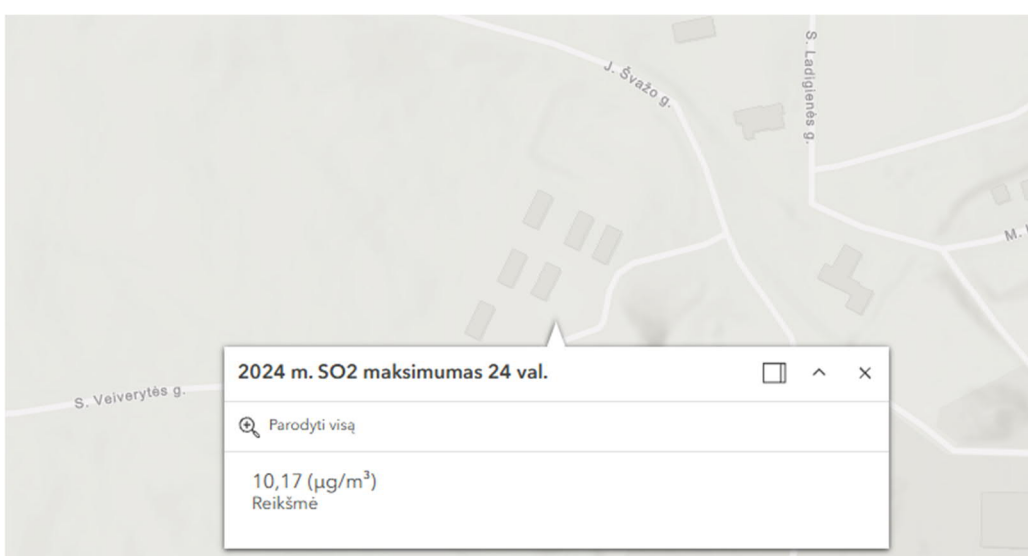 J. Švažo g.
S. Ladigienės g.
M.
S. Veiverytės g.
2024 m. SO2 maksimumas 24 val.
Parodyti visą
10,17 (µg/m³)
Reikšmė